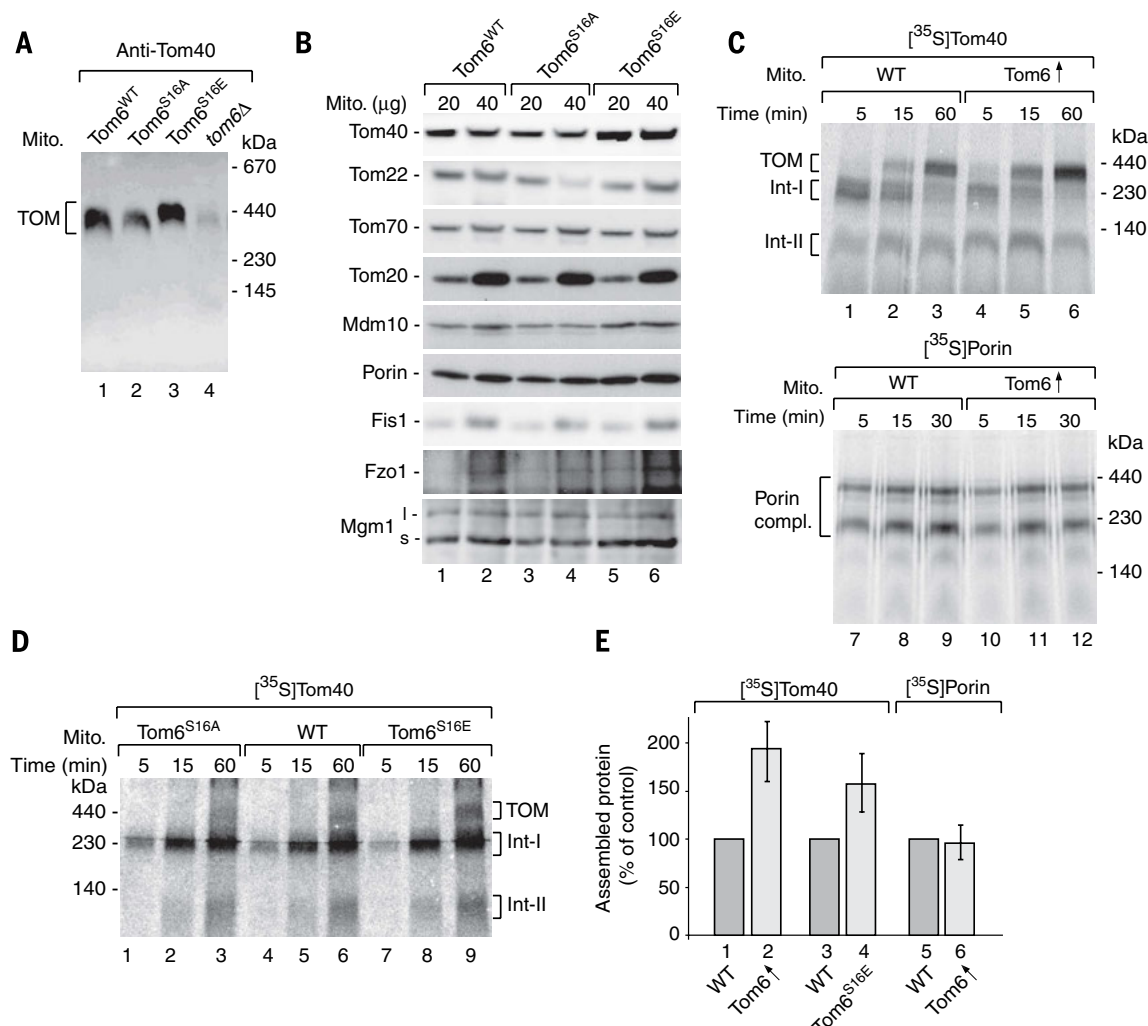 A
Anti-Tom40
Mito.
Tom6WT
Tom6S16A
Tom6S16E
tom6Δ
kDa
- 670
- 440
- 230
- 145
TOM
1 2 3 4
B
Tom6WT
Tom6S16A
Tom6S16E
Mito. (μg) 20 40 20 40 20 40
Tom40 -
Tom22 -
Tom70 -
Tom20 -
Mdm10 -
Porin -
Fis1 -
Fzo1 -
Mgm1 l -
s -
1 2 3 4 5 6
C
[35S]Tom40
Mito. WT Tom6↑
Time (min) 5 15 60 5 15 60
kDa
TOM
Int-I
Int-II
- 440
- 230
- 140
1 2 3 4 5 6
[35S]Porin
Mito. WT Tom6↑
Time (min) 5 15 30 5 15 30
kDa
Porin
compl.
- 440
- 230
- 140
7 8 9 10 11 12
D
[35S]Tom40
Mito. Tom6S16A WT Tom6S16E
Time (min) 5 15 60 5 15 60 5 15 60
kDa
440 -
230 -
140 -
TOM
Int-I
Int-II
1 2 3 4 5 6 7 8 9
E
[35S]Tom40 [35S]Porin
Assembled protein
(% of control)
200
150
100
50
0
1 2 3 4 5 6
WT
Tom6↑
WT
Tom6S16E
WT
Tom6↑